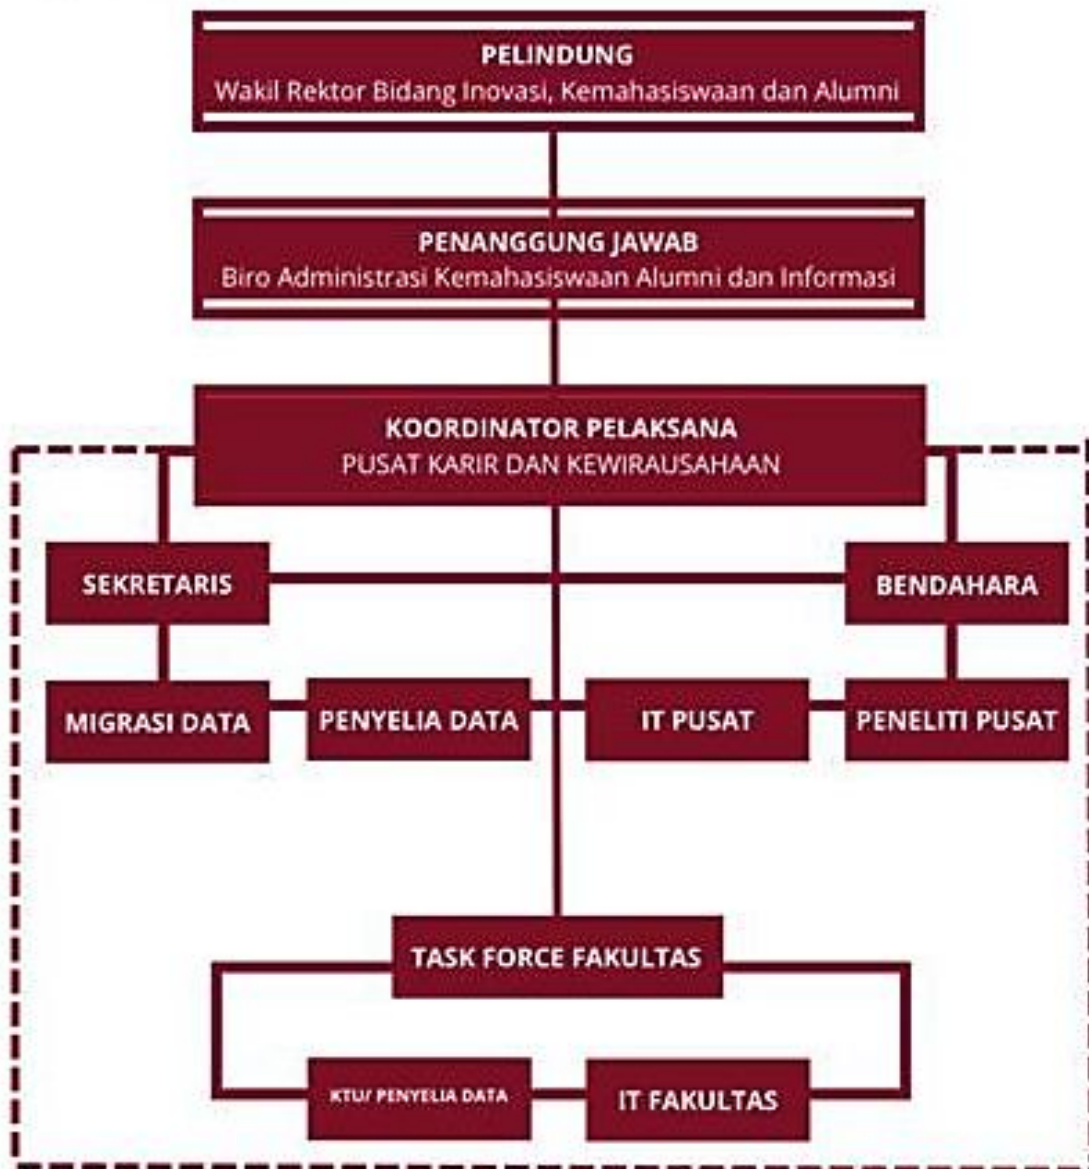 PELINDUNG
Wakil Rektor Bidang Inovasi, Kemahasiswaan dan Alumni
PENANGGUNG JAWAB
Biro Administrasi Kemahasiswaan Alumni dan Informasi
KOORDINATOR PELAKSANA
PUSAT KARIR DAN KEWIRAUSAHAAN
SEKRETARIS
BENDAHARA
MIGRASI DATA
PENYELIA DATA
IT PUSAT
PENELITI PUSAT
TASK FORCE FAKULTAS
KTU/ PENYELIA DATA
IT FAKULTAS